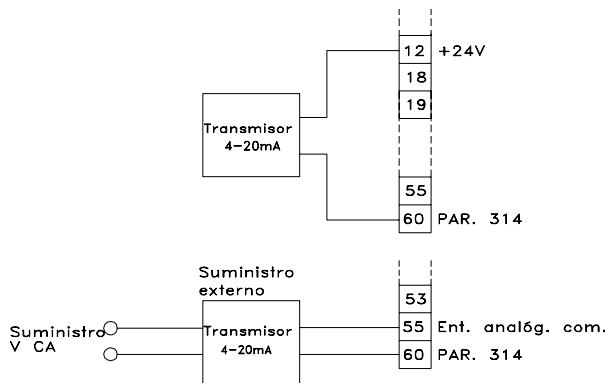 12 +24V
18
19
Transmisor
4-20mA
55
60 PAR. 314
Suministro
externo
53
Suministro
V CA
Transmisor
4-20mA
55 Ent. analóg. com.
60 PAR. 314